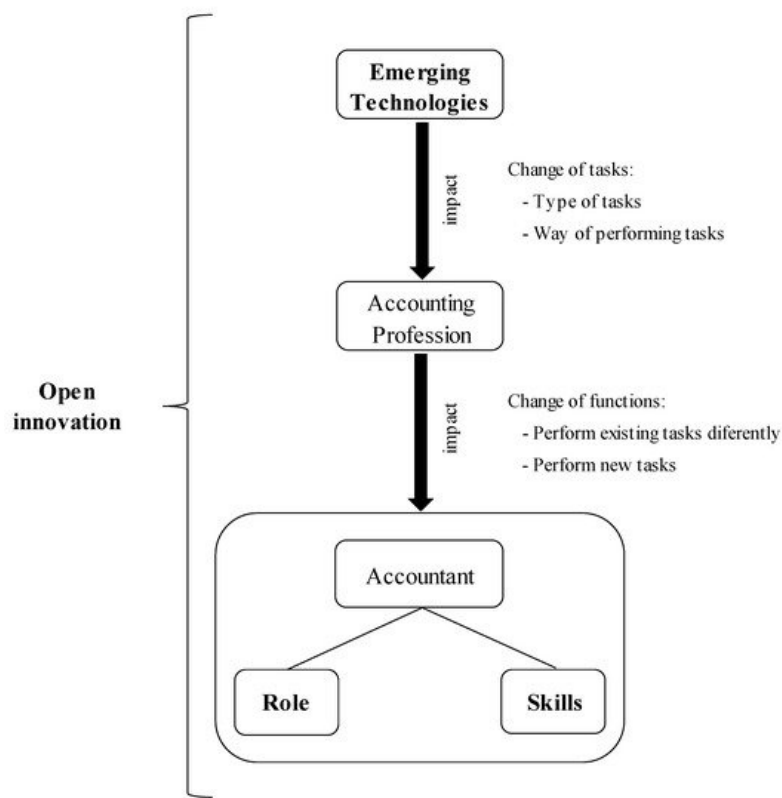 Emerging
Technologies
impact
Change of tasks:
- Type of tasks
- Way of performing tasks
Accounting
Profession
Open
innovation
impact
Change of functions:
- Perform existing tasks diferently
- Perform new tasks
Accountant
Role
Skills